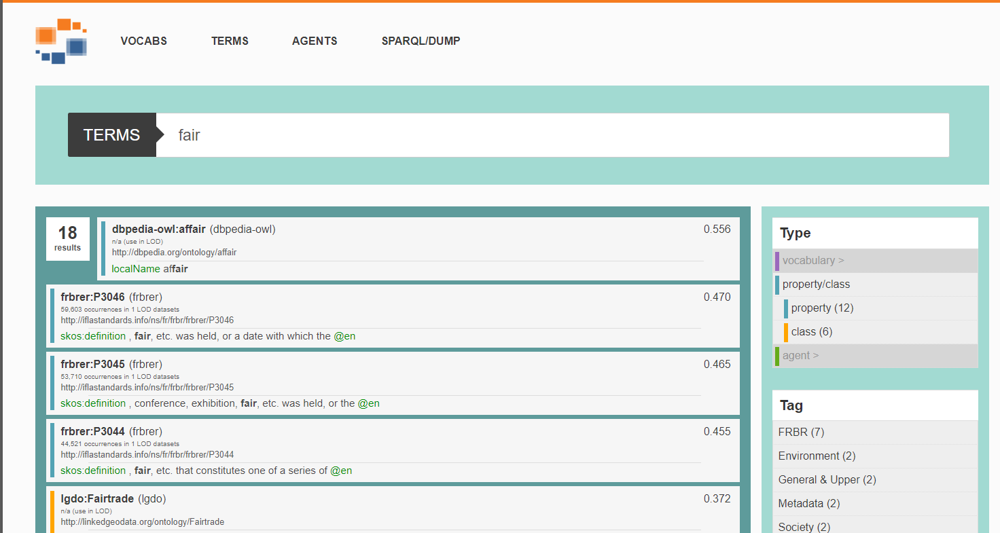 VOCABS TERMS AGENTS SPARQL/DUMP
TERMS fair
18
results
dbpedia-owl:affair (dbpedia-owl) 0.556
n/a (use in LOD)
http://dbpedia.org/ontology/affair
localName affair
frbrer:P3046 (frbrer) 0.470
59,603 occurrences in 1 LOD datasets
http://iflastandards.info/ns/fr/frbr/frbrer/P3046
skos:definition , fair, etc. was held, or a date with which the @en
frbrer:P3045 (frbrer) 0.465
53,710 occurrences in 1 LOD datasets
http://iflastandards.info/ns/fr/frbr/frbrer/P3045
skos:definition , conference, exhibition, fair, etc. was held, or the @en
frbrer:P3044 (frbrer) 0.455
44,521 occurrences in 1 LOD datasets
http://iflastandards.info/ns/fr/frbr/frbrer/P3044
skos:definition , fair, etc. that constitutes one of a series of @en
lgdo:Fairtrade (lgdo) 0.372
n/a (use in LOD)
http://linkedgeodata.org/ontology/Fairtrade
Type
vocabulary >
property/class
property (12)
class (6)
agent >
Tag
FRBR (7)
Environment (2)
General & Upper (2)
Metadata (2)
Society (2)